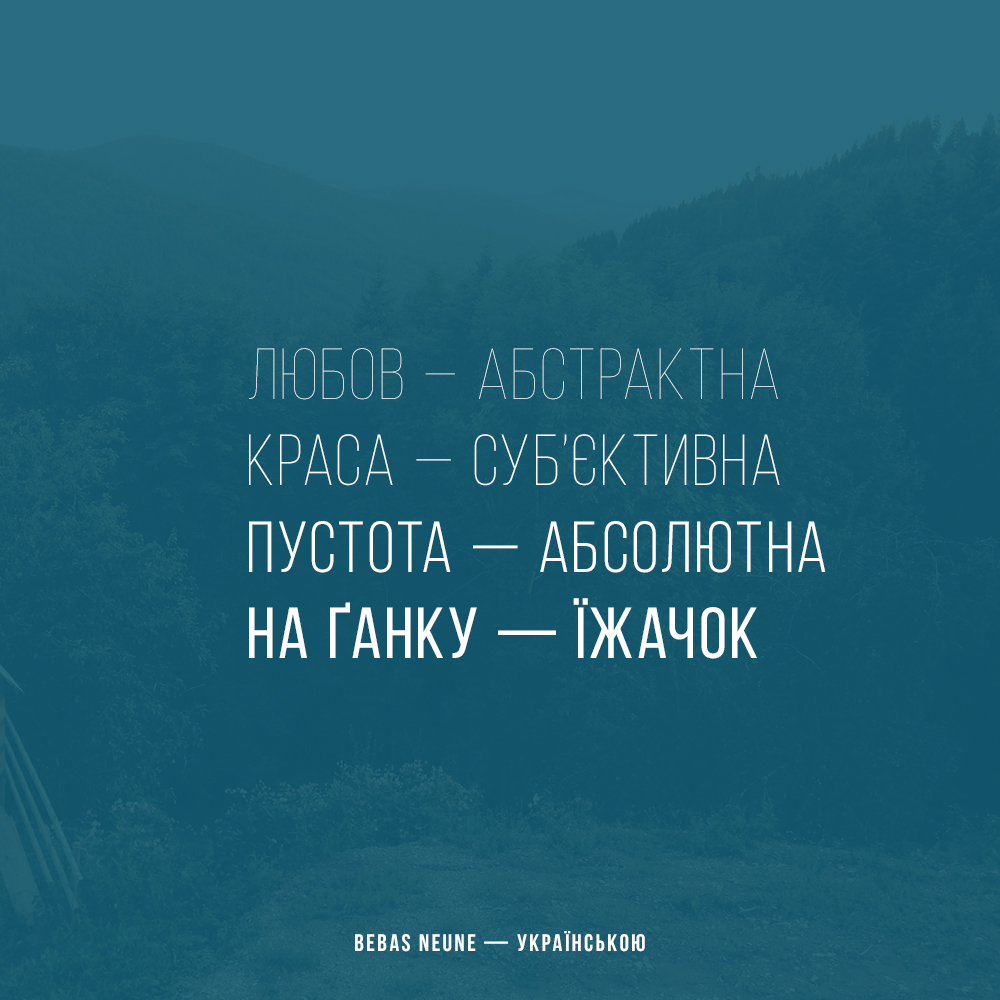 ЛЮБОВ — АБСТРАКТНА
КРАСА — СУБ’ЄКТИВНА
ПУСТОТА — АБСОЛЮТНА
НА ҐАНКУ — ЇЖАЧОК
BEBAS NEUNE — УКРАЇНСЬКОЮ